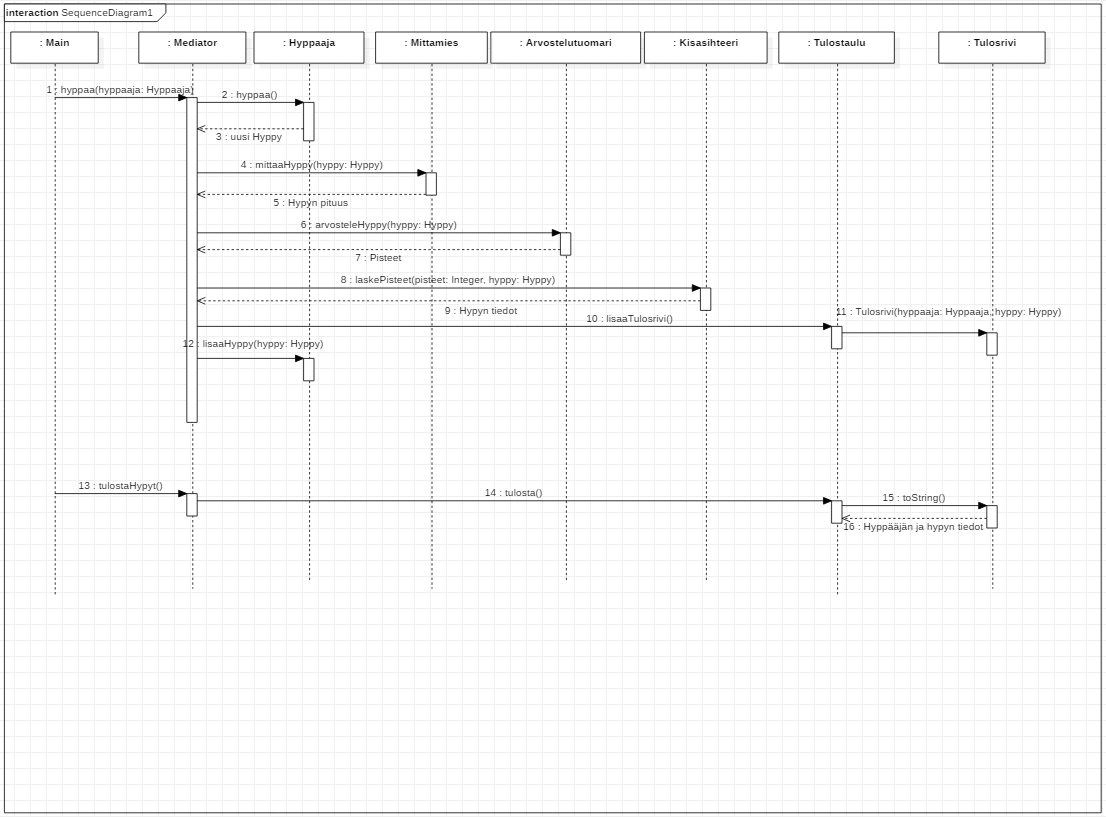 interaction SequenceDiagram1
: Main
: Mediator
: Hyppaaja
: Mittamies
: Arvostelutuomari
: Kisasihteeri
: Tulostaulu
: Tulosrivi
1 : hyppaa(hyppaaja: Hyppaaja)
2 : hyppaa()
3 : uusi Hyppy
4 : mittaaHyppy(hyppy: Hyppy)
5 : Hypyn pituus
6 : arvosteleHyppy(hyppy: Hyppy)
7 : Pisteet
8 : laskePisteet(pisteet: Integer, hyppy: Hyppy)
9 : Hypyn tiedot
10 : lisaaTulosrivi()
11 : Tulosrivi(hyppaaja: Hyppaaja, hyppy: Hyppy)
12 : lisaaHyppy(hyppy: Hyppy)
13 : tulostaHypyt()
14 : tulosta()
15 : toString()
16 : Hyppääjän ja hypyn tiedot